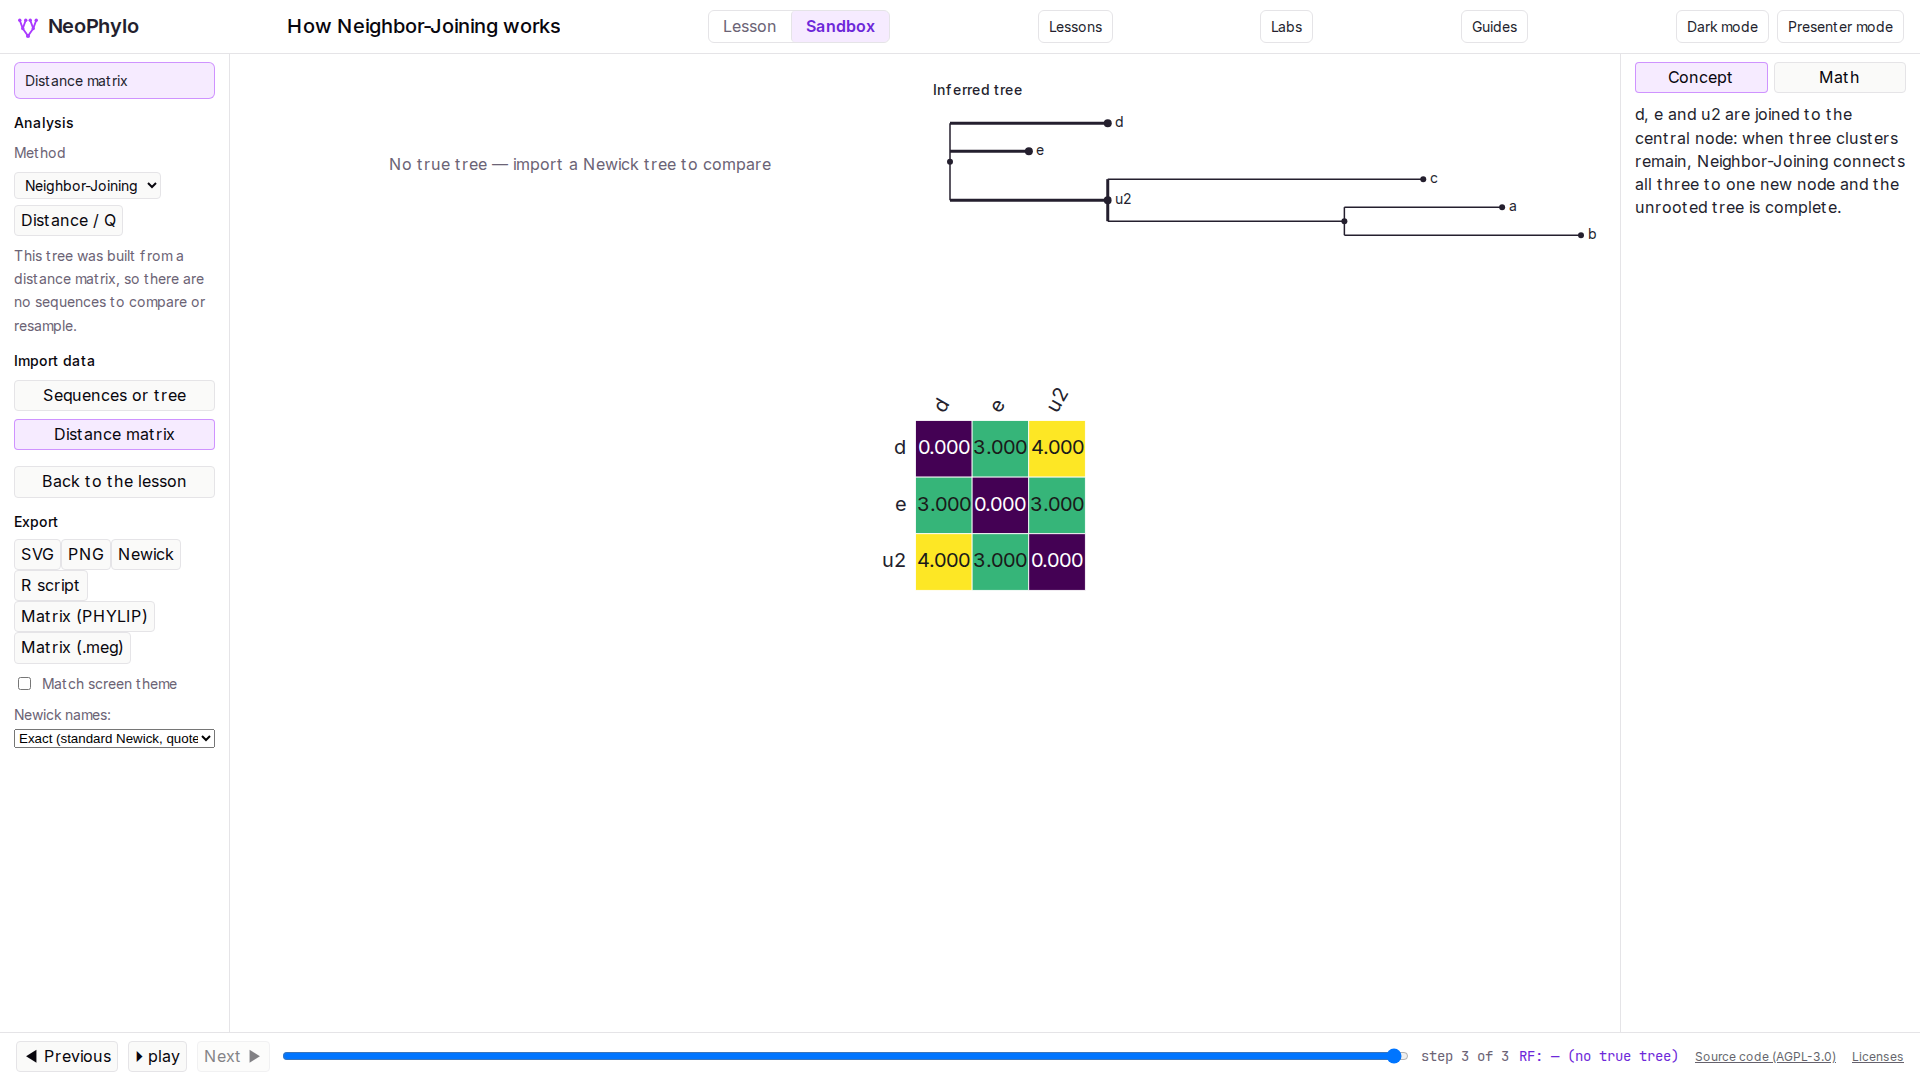 NeoPhylo
How Neighbor-Joining works
Lesson
Sandbox
Lessons
Labs
Guides
Dark mode
Presenter mode
Distance matrix
Analysis
Method
Neighbor-Joining
Distance / Q
This tree was built from a
distance matrix, so there are
no sequences to compare or
resample.
Import data
Sequences or tree
Distance matrix
Back to the lesson
Export
SVG PNG Newick
R script
Matrix (PHYLIP)
Matrix (.meg)
Match screen theme
Newick names:
Exact (standard Newick, quote
No true tree — import a Newick tree to compare
Inferred tree
d
e
c
u2
a
b
d e u2
d 0.000 3.000 4.000
e 3.000 0.000 3.000
u2 4.000 3.000 0.000
Concept
Math
d, e and u2 are joined to the
central node: when three clusters
remain, Neighbor-Joining connects
all three to one new node and the
unrooted tree is complete.
Previous
play
Next
step 3 of 3
RF: — (no true tree)
Source code (AGPL-3.0)
Licenses